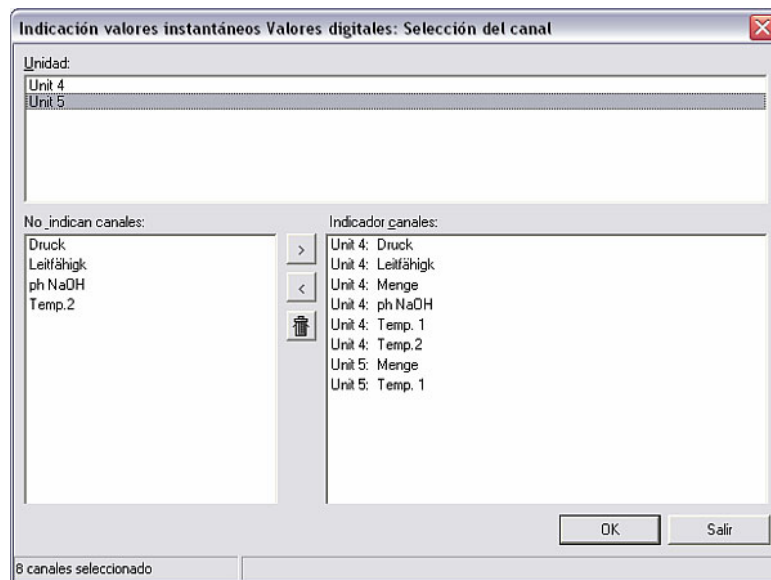 Indicación valores instantáneos Valores digitales: Selección del canal
Unidad:
Unit 4
Unit 5
No_indican canales:
Druck
Leitfähigk
ph NaOH
Temp.2
>
<
Indicador canales:
Unit 4: Druck
Unit 4: Leitfähigk
Unit 4: Menge
Unit 4: ph NaOH
Unit 4: Temp. 1
Unit 4: Temp.2
Unit 5: Menge
Unit 5: Temp. 1
OK
Salir
8 canales seleccionado